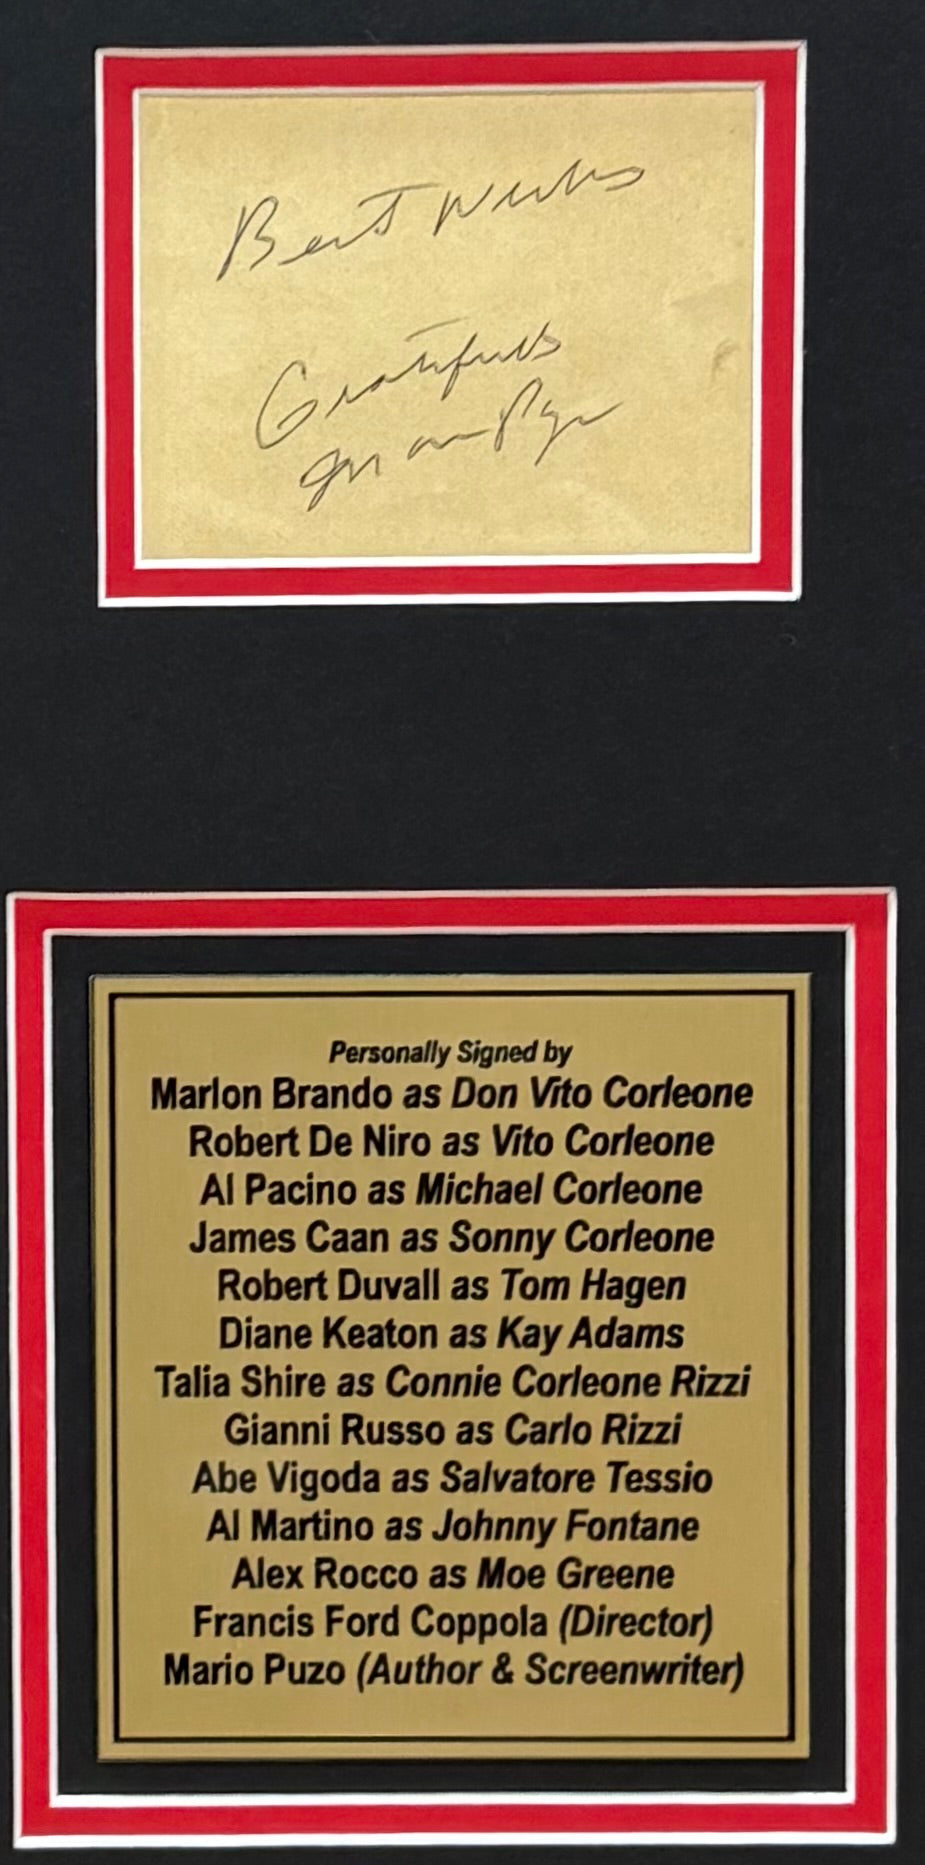 Best Wishes
Gratefully
Mario Puzo
Personally Signed by
Marlon Brando as Don Vito Corleone
Robert De Niro as Vito Corleone
Al Pacino as Michael Corleone
James Caan as Sonny Corleone
Robert Duvall as Tom Hagen
Diane Keaton as Kay Adams
Talia Shire as Connie Corleone Rizzi
Gianni Russo as Carlo Rizzi
Abe Vigoda as Salvatore Tessio
Al Martino as Johnny Fontane
Alex Rocco as Moe Greene
Francis Ford Coppola (Director)
Mario Puzo (Author & Screenwriter)